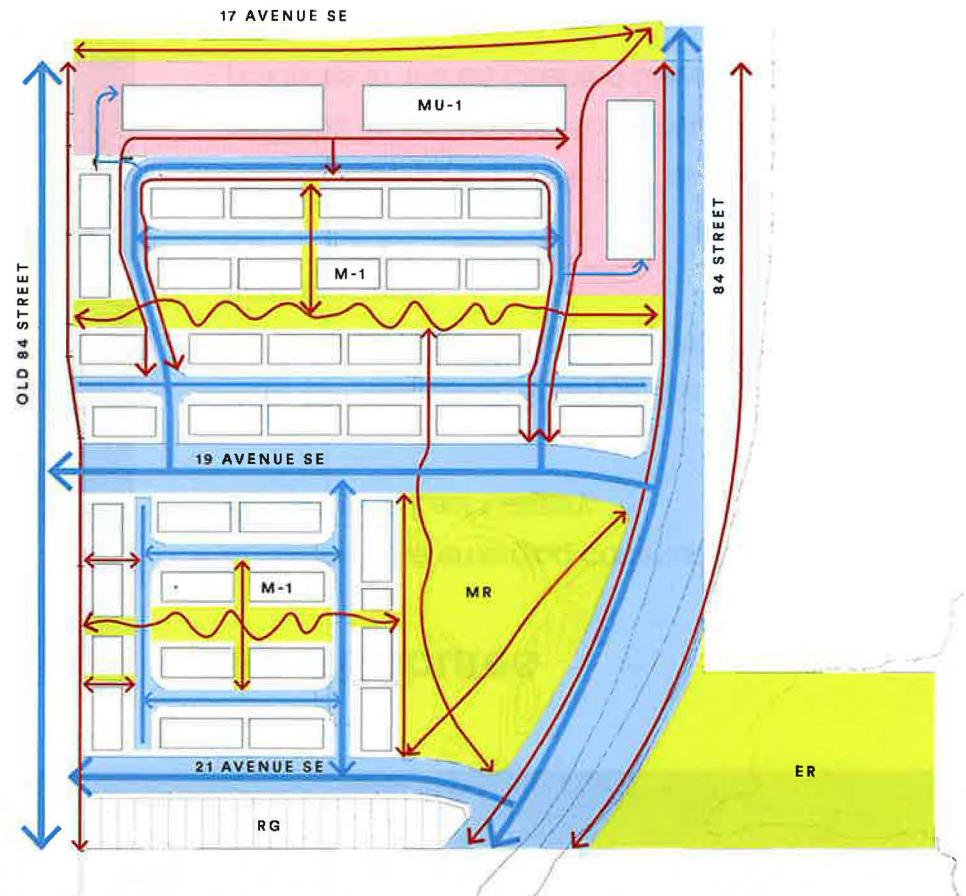 17 AVENUE SE
MU-1
OLD 84 STREET
84 STREET
M-1
19 AVENUE SE
M-1
MR
21 AVENUE SE
ER
RG